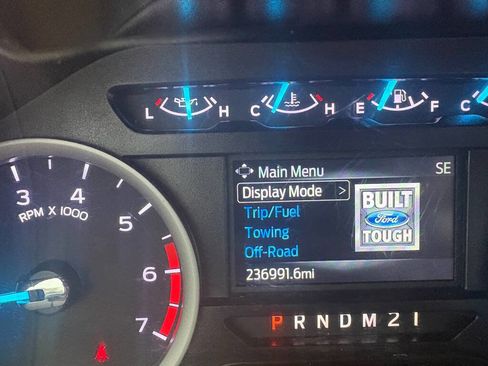 L H C H E F C
Main Menu SE
Display Mode >
Trip/Fuel
Towing
Off-Road
BUILT
Ford
TOUGH
236991.6mi
3 4 5 6 7
RPM X 1000
P R N D M 2 1